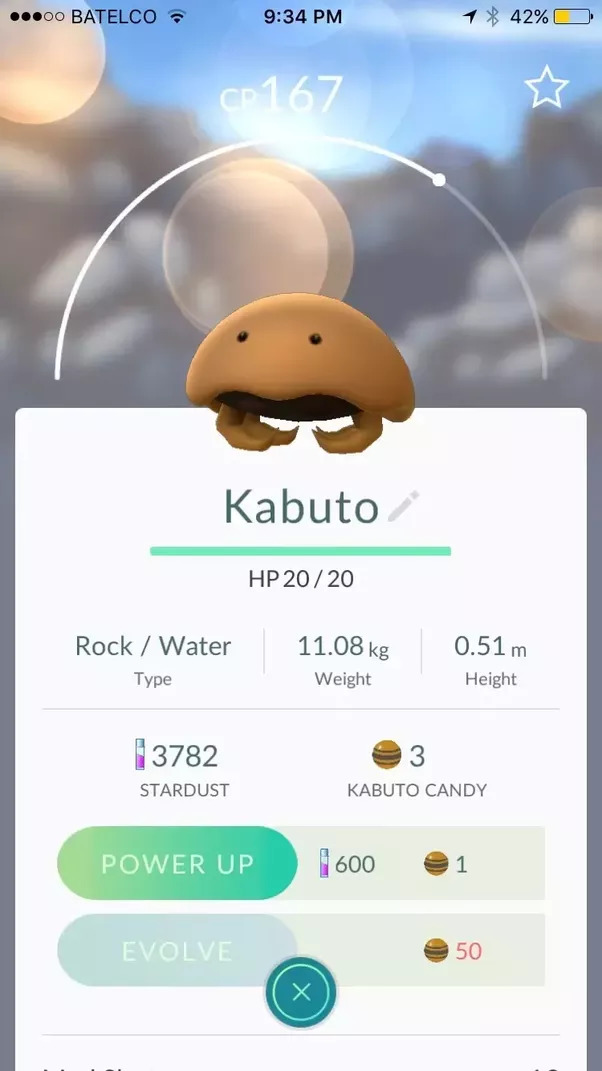 BATELCO 9:34 PM 42%
CP167
Kabuto
HP 20 / 20
Rock / Water 11.08 kg 0.51 m
Type Weight Height
3782 3
STARDUST KABUTO CANDY
POWER UP 600 1
EVOLVE 50